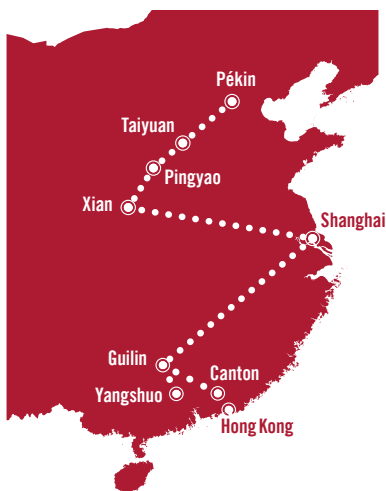 Pékin
Taiyuan
Pingyao
Xian
Shanghai
Guilin
Canton
Yangshuo
Hong Kong